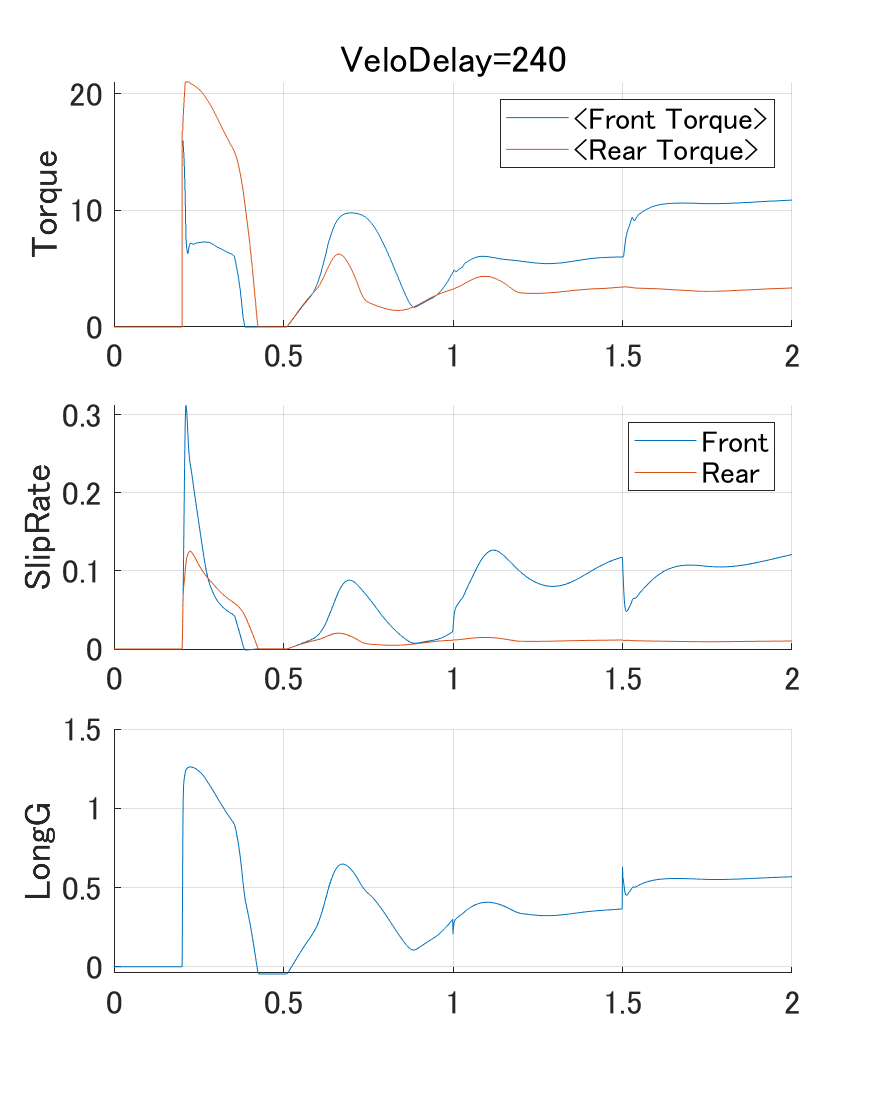 VeloDelay=240
Torque
20
10
0
0 0.5 1 1.5 2
<Front Torque>
<Rear Torque>
SlipRate
0.3
0.2
0.1
0
0 0.5 1 1.5 2
Front
Rear
LongG
1.5
1
0.5
0
0 0.5 1 1.5 2